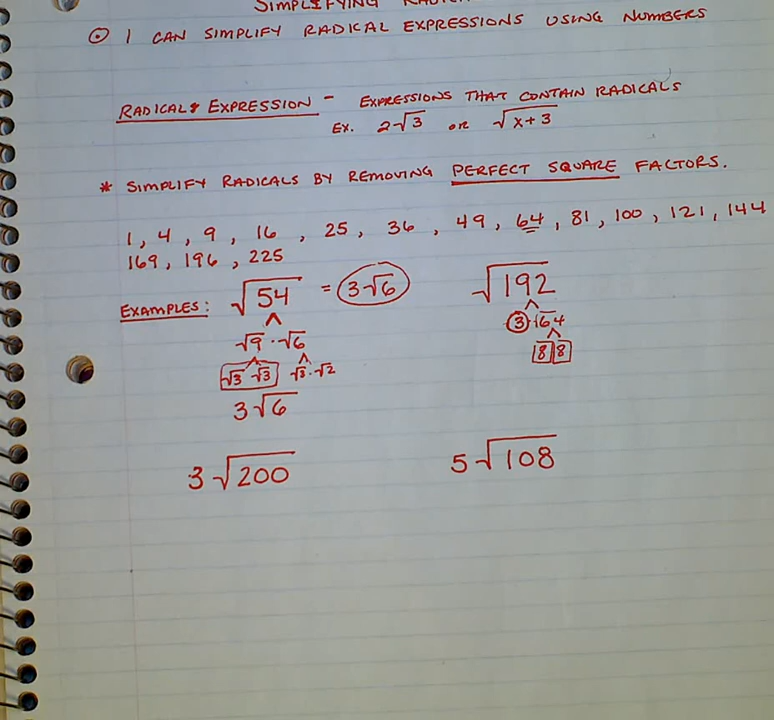 SIMPLIFYING
⊙ I CAN SIMPLIFY RADICAL EXPRESSIONS USING NUMBERS
RADICAL EXPRESSION - EXPRESSIONS THAT CONTAIN RADICALS
EX. 2√3 OR √x+3
* SIMPLIFY RADICALS BY REMOVING PERFECT SQUARE FACTORS.
1, 4, 9, 16, 25, 36, 49, 64, 81, 100, 121, 144
169, 196, 225
EXAMPLES: √54 = 3√6 √192
√9 · √6 3 · 64
√3 √3 √3 · √2 8 8
3√6
3√200 5√108